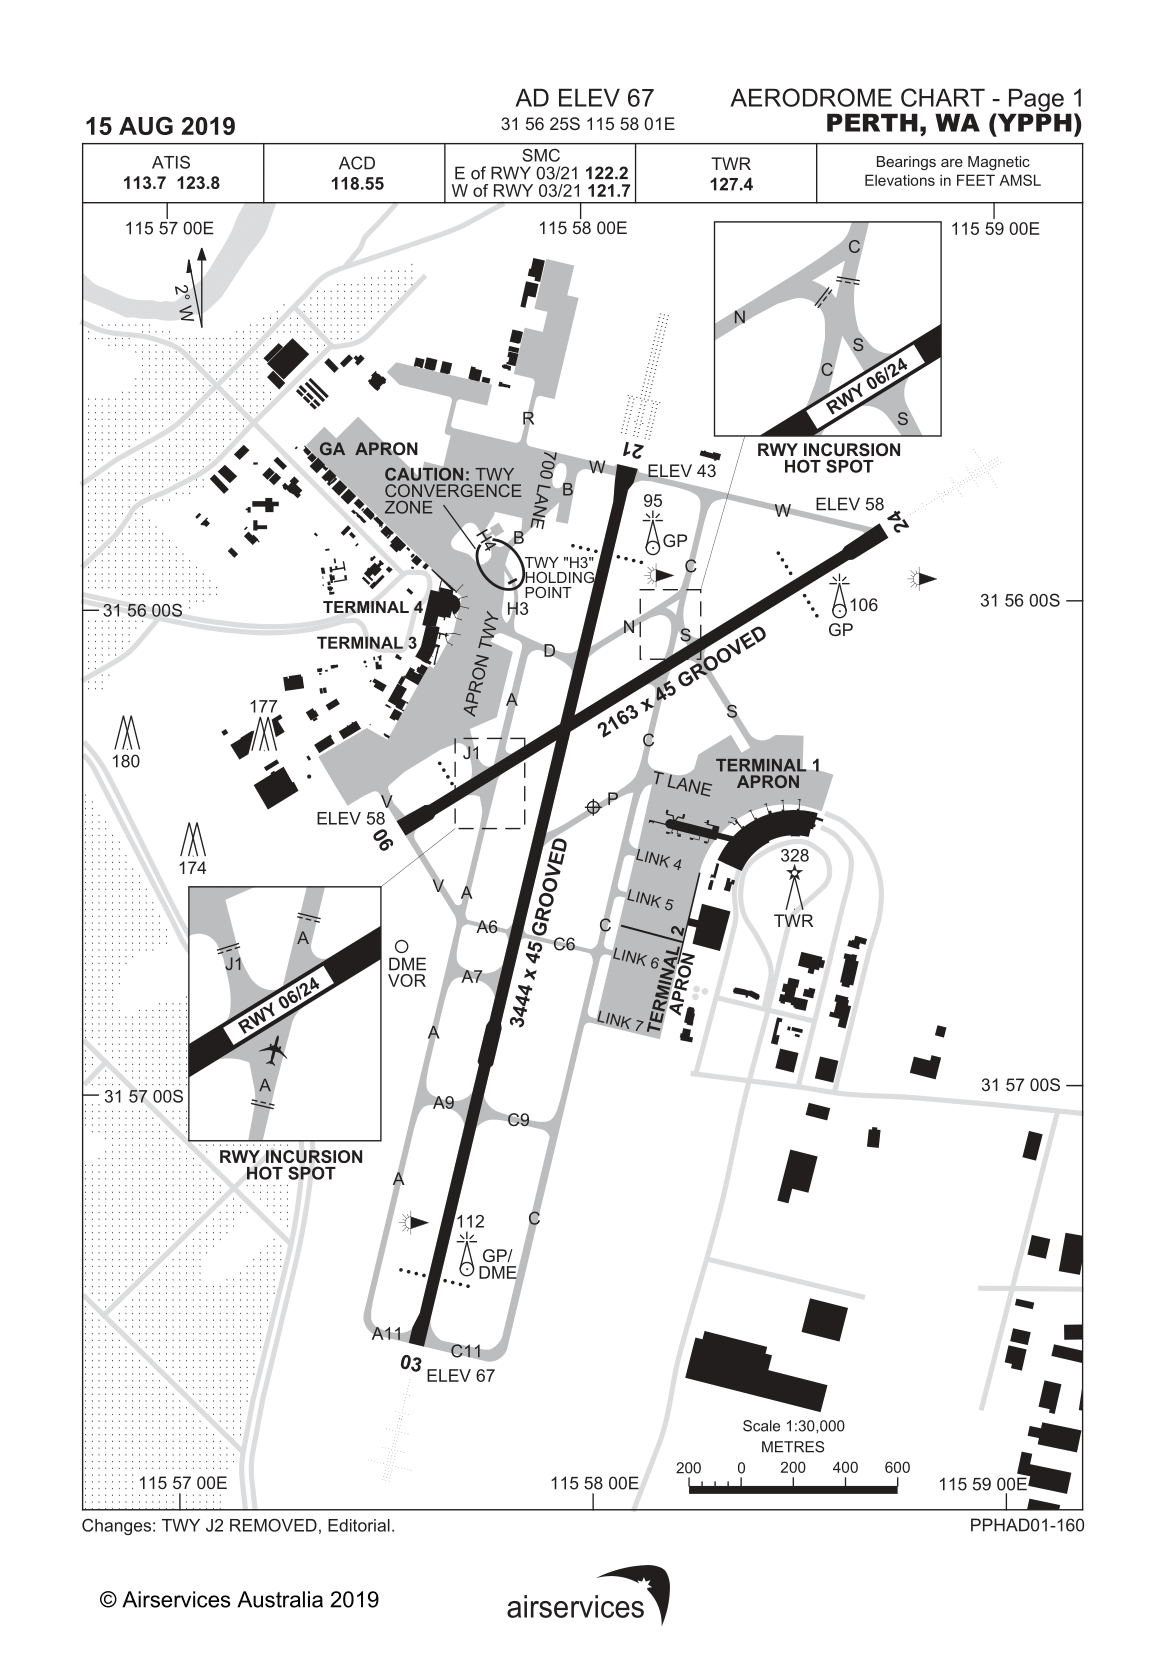 AD ELEV 67
31 56 25S 115 58 01E
AERODROME CHART - Page 1
15 AUG 2019
PERTH, WA (YPPH)
ATIS
113.7 123.8
ACD
118.55
SMC
E of RWY 03/21 122.2
W of RWY 03/21 121.7
TWR
127.4
Bearings are Magnetic
Elevations in FEET AMSL
115 57 00E
115 58 00E
115 59 00E
2° W
C
N
S
C
RWY 06/24
S
RWY INCURSION
HOT SPOT
R
GA APRON
CAUTION: TWY
CONVERGENCE
ZONE
700 LANE
B
W
21
ELEV 43
95
GP
W
ELEV 58
24
H4
B
TWY "H3"
HOLDING
POINT
H3
C
106
GP
31 56 00S
31 56 00S
TERMINAL 4
TERMINAL 3
APRON TWY
N
S
D
A
2163 x 45 GROOVED
S
177
180
174
J1
C
TERMINAL 1
APRON
T LANE
V
ELEV 58
06
P
328
TWR
LINK 4
LINK 5
LINK 6
LINK 7
TERMINAL 2
APRON
V
A
A6
C6
C
3444 x 45 GROOVED
A7
A
DME
VOR
A
J1
RWY 06/24
A
RWY INCURSION
HOT SPOT
31 57 00S
31 57 00S
A9
C9
A
C
112
GP/
DME
A11
C11
03
ELEV 67
Scale 1:30,000
METRES
200 0 200 400 600
115 57 00E
115 58 00E
115 59 00E
Changes: TWY J2 REMOVED, Editorial.
PPHAD01-160
© Airservices Australia 2019
airservices